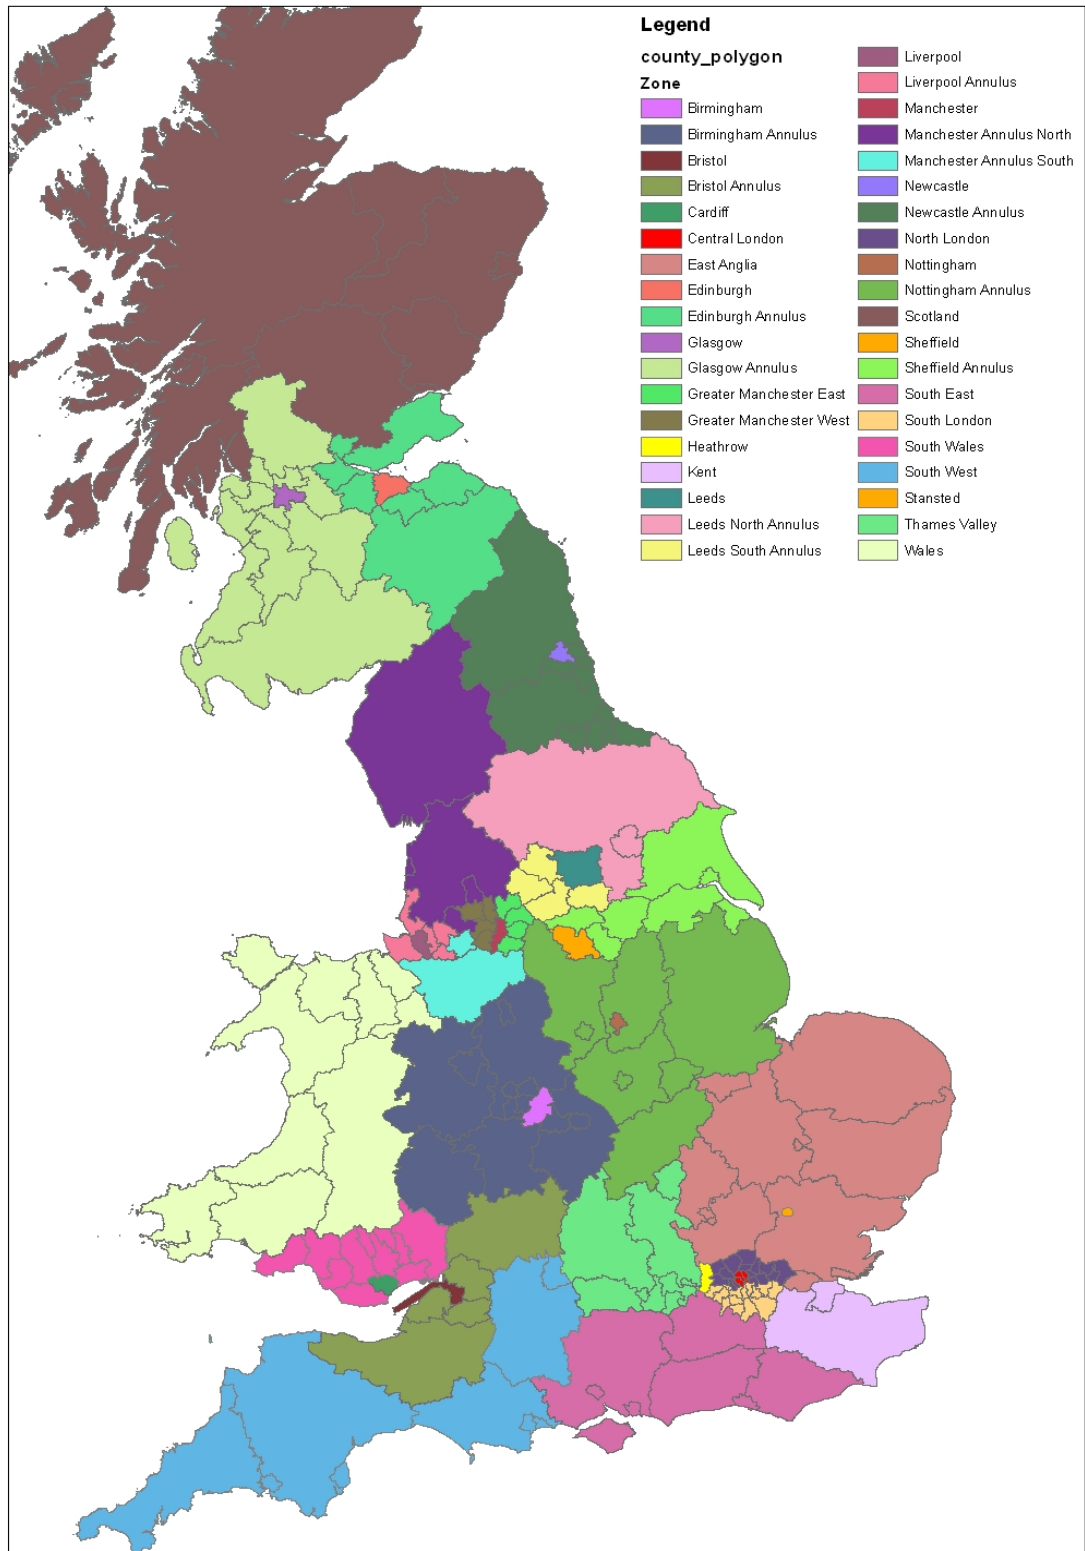 Legend
county_polygon
Zone
Birmingham
Birmingham Annulus
Bristol
Bristol Annulus
Cardiff
Central London
East Anglia
Edinburgh
Edinburgh Annulus
Glasgow
Glasgow Annulus
Greater Manchester East
Greater Manchester West
Heathrow
Kent
Leeds
Leeds North Annulus
Leeds South Annulus
Liverpool
Liverpool Annulus
Manchester
Manchester Annulus North
Manchester Annulus South
Newcastle
Newcastle Annulus
North London
Nottingham
Nottingham Annulus
Scotland
Sheffield
Sheffield Annulus
South East
South London
South Wales
South West
Stansted
Thames Valley
Wales